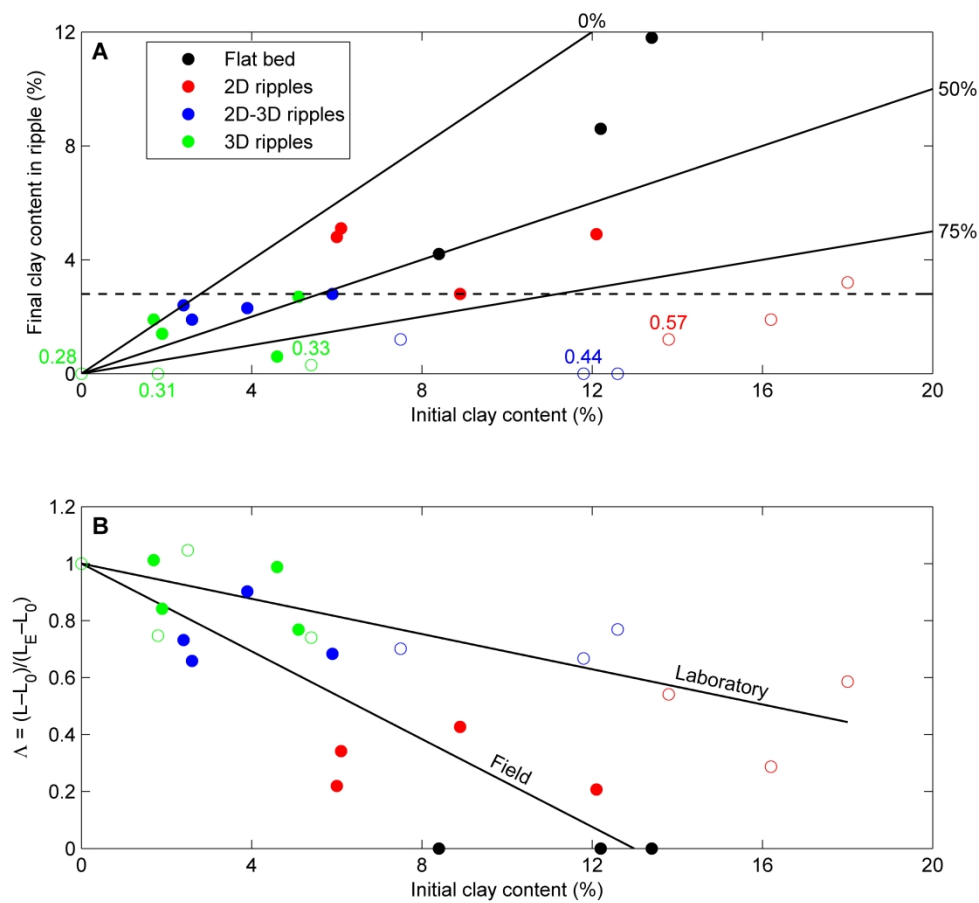 0%
12
A
Flat bed
2D ripples
2D-3D ripples
3D ripples
50%
8
Final clay content in ripple (%)
75%
4
0.57
0.28
0.33
0.44
0
0.31
0 4 8 12 16 20
Initial clay content (%)
1.2
B
1
0.8
Λ = (L–L₀)/(L_E–L₀)
Laboratory
0.6
0.4
Field
0.2
0
0 4 8 12 16 20
Initial clay content (%)